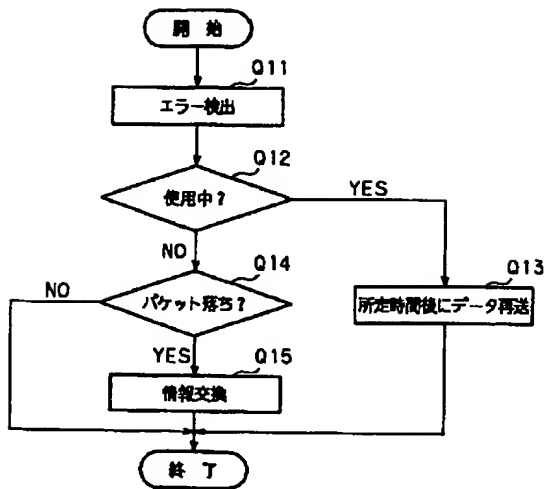 開始
Q11
エラー検出
Q12
使用中?
YES
NO
Q14
Q13
NO
パケット落ち?
所定時間後にデータ再送
YES
Q15
情報交換
終了